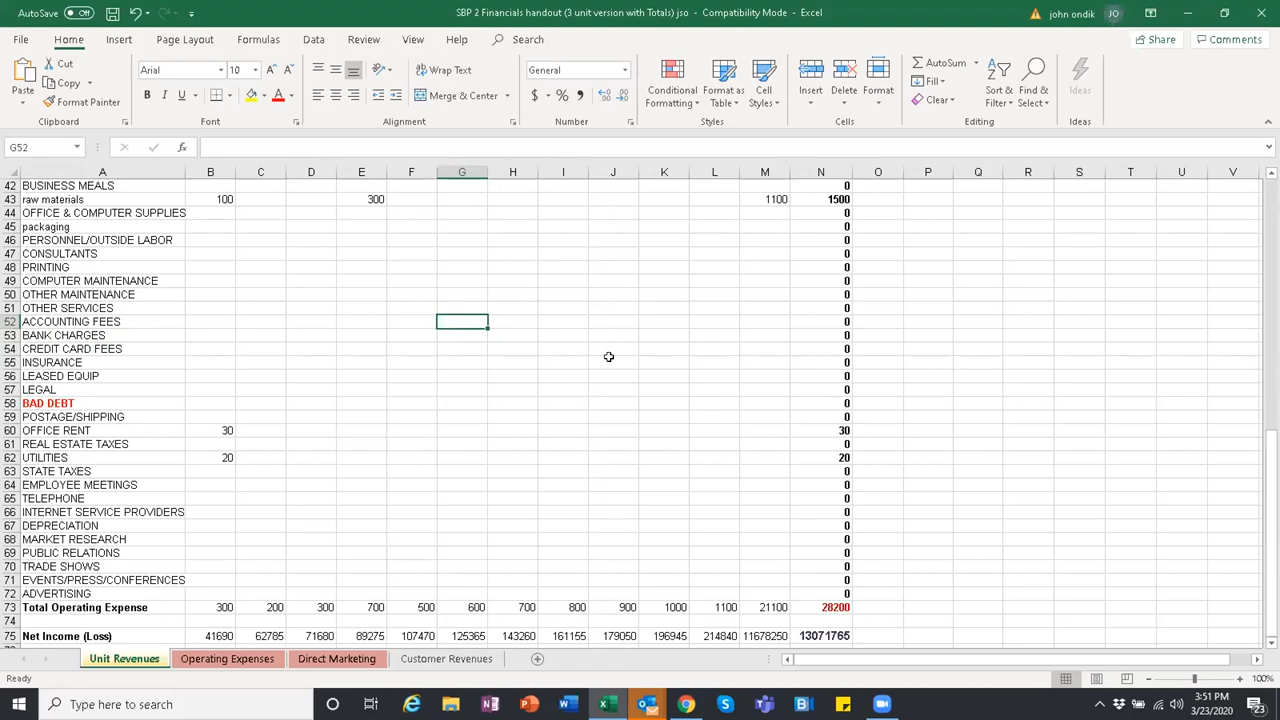 AutoSave Off SBP 2 Financials handout (3 unit version with Totals) jso - Compatibility Mode - Excel john ondik JO
File Home Insert Page Layout Formulas Data Review View Help Search Share Comments
Paste Cut Copy Format Painter Clipboard
Arial 10 A A B I U A Font
Wrap Text Merge & Center Alignment
General $ % Number
Conditional Formatting Format as Table Cell Styles Styles
Insert Delete Format Cells
AutoSum Fill Clear Sort & Filter Find & Select Editing
Ideas Ideas
G52 fx
A B C D E F G H I J K L M N O P Q R S T U V
42 BUSINESS MEALS 0
43 raw materials 100 300 1100 1500
44 OFFICE & COMPUTER SUPPLIES 0
45 packaging 0
46 PERSONNEL/OUTSIDE LABOR 0
47 CONSULTANTS 0
48 PRINTING 0
49 COMPUTER MAINTENANCE 0
50 OTHER MAINTENANCE 0
51 OTHER SERVICES 0
52 ACCOUNTING FEES 0
53 BANK CHARGES 0
54 CREDIT CARD FEES 0
55 INSURANCE 0
56 LEASED EQUIP 0
57 LEGAL 0
58 BAD DEBT 0
59 POSTAGE/SHIPPING 0
60 OFFICE RENT 30 30
61 REAL ESTATE TAXES 0
62 UTILITIES 20 20
63 STATE TAXES 0
64 EMPLOYEE MEETINGS 0
65 TELEPHONE 0
66 INTERNET SERVICE PROVIDERS 0
67 DEPRECIATION 0
68 MARKET RESEARCH 0
69 PUBLIC RELATIONS 0
70 TRADE SHOWS 0
71 EVENTS/PRESS/CONFERENCES 0
72 ADVERTISING 0
73 Total Operating Expense 300 200 300 700 500 600 700 800 900 1000 1100 21100 28200
74
75 Net Income (Loss) 41690 62785 71680 89275 107470 125365 143260 161155 179050 196945 214840 11678250 13071765
Unit Revenues Operating Expenses Direct Marketing Customer Revenues
Ready 100%
Type here to search 3:51 PM
3/23/2020 23